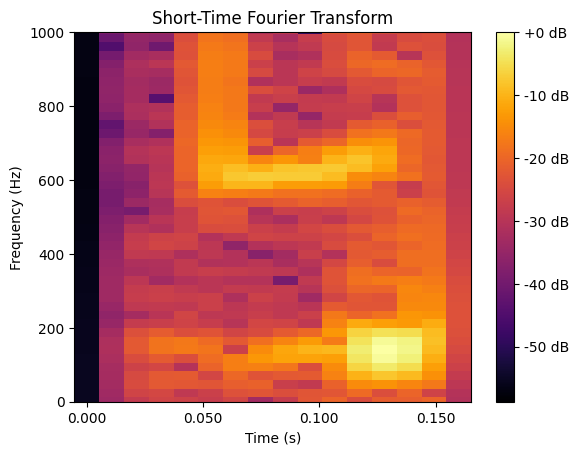 Short-Time Fourier Transform
1000
800
600
400
200
0
Frequency (Hz)
0.000
0.050
0.100
0.150
Time (s)
+0 dB
-10 dB
-20 dB
-30 dB
-40 dB
-50 dB